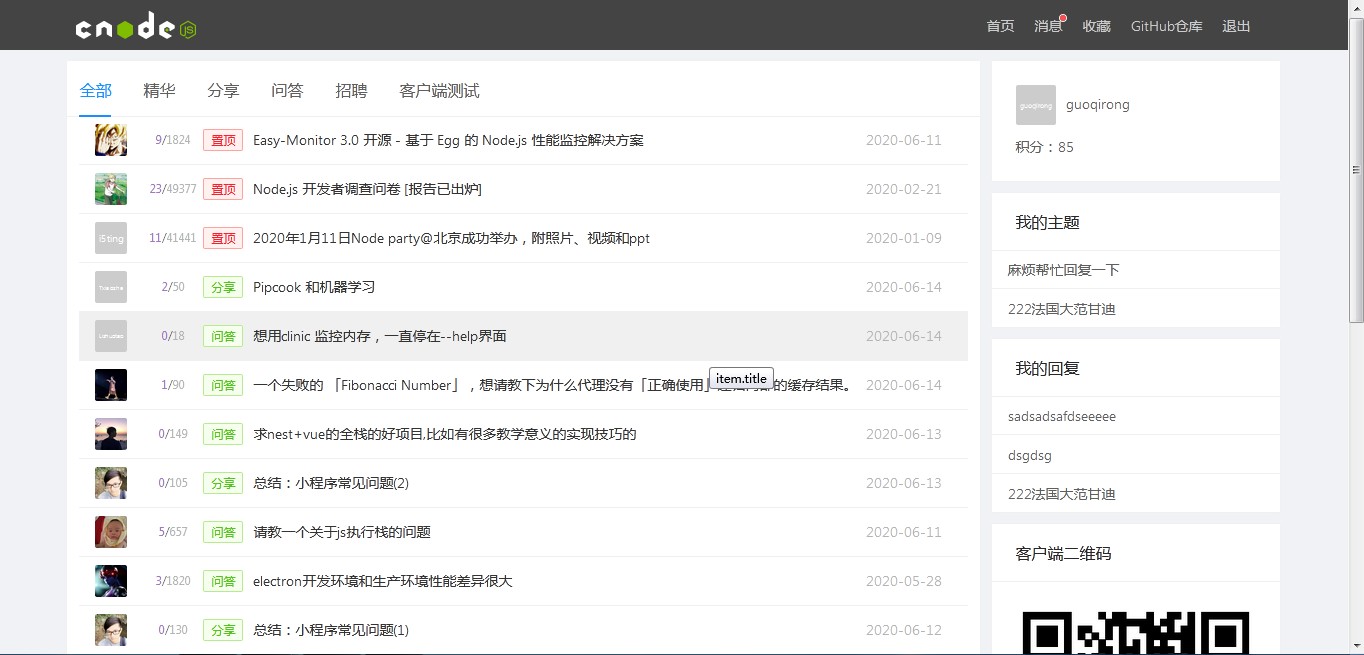 cnode JS
首页 消息 收藏 GitHub仓库 退出
全部 精华 分享 问答 招聘 客户端测试
9/1824 置顶 Easy-Monitor 3.0 开源 - 基于 Egg 的 Node.js 性能监控解决方案 2020-06-11
23/49377 置顶 Node.js 开发者调查问卷 [报告已出炉] 2020-02-21
i5ting 11/41441 置顶 2020年1月11日Node party@北京成功举办，附照片、视频和ppt 2020-01-09
2/50 分享 Pipcook 和机器学习 2020-06-14
0/18 问答 想用clinic 监控内存，一直停在--help界面 2020-06-14
item.title
1/90 问答 一个失败的 「Fibonacci Number」，想请教下为什么代理没有「正确使用」 的缓存结果。 2020-06-14
0/149 问答 求nest+vue的全栈的好项目,比如有很多教学意义的实现技巧的 2020-06-13
0/105 分享 总结：小程序常见问题(2) 2020-06-13
5/657 问答 请教一个关于js执行栈的问题 2020-06-11
3/1820 问答 electron开发环境和生产环境性能差异很大 2020-05-28
0/130 分享 总结：小程序常见问题(1) 2020-06-12
guoqirong guoqirong
积分：85
我的主题
麻烦帮忙回复一下
222法国大范甘迪
我的回复
sadsadsafdseeeee
dsgdsg
222法国大范甘迪
客户端二维码